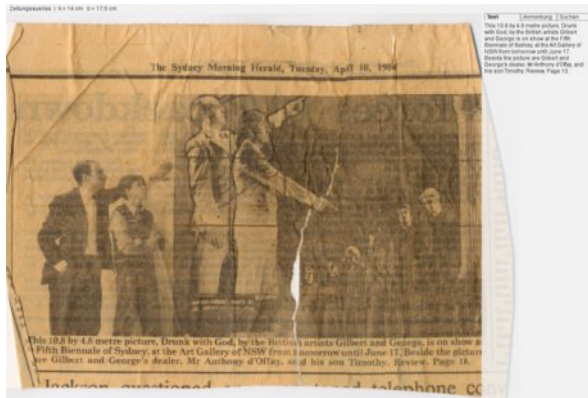 Zeitungsausriss | h = 14 cm b = 17.5 cm
Text Anmerkung Suchen
This 10.8 by 4.8 metre picture, Drunk
with God, by the British artists Gilbert
and George is on show at the Fifth
Biennale of Sydney, at the Art Gallery of
NSW from tomorrow until June 17.
Beside the picture are Gilbert and
George's dealer, Mr Anthony d'Offay, and
his son Timothy. Review, Page 10.
The Sydney Morning Herald, Tuesday, April 10, 1984
This 10.8 by 4.8 metre picture, Drunk with God, by the British artists Gilbert and George, is on show a
Fifth Biennale of Sydney, at the Art Gallery of NSW from tomorrow until June 17. Beside the picture
are Gilbert and George's dealer, Mr Anthony d'Offay, and his son Timothy. Review, Page 10.
Jackson questioned telephone